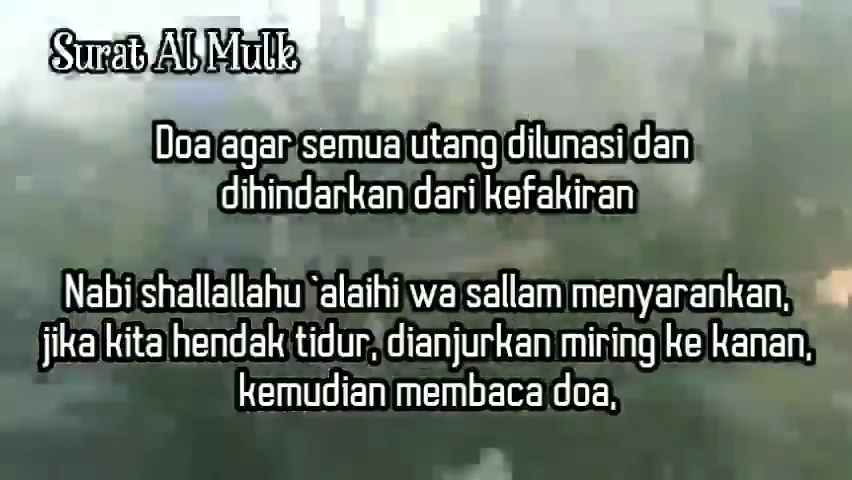 Surat Al Mulk
Doa agar semua utang dilunasi dan
dihindarkan dari kefakiran
Nabi shallallahu `alaihi wa sallam menyarankan,
jika kita hendak tidur, dianjurkan miring ke kanan,
kemudian membaca doa,